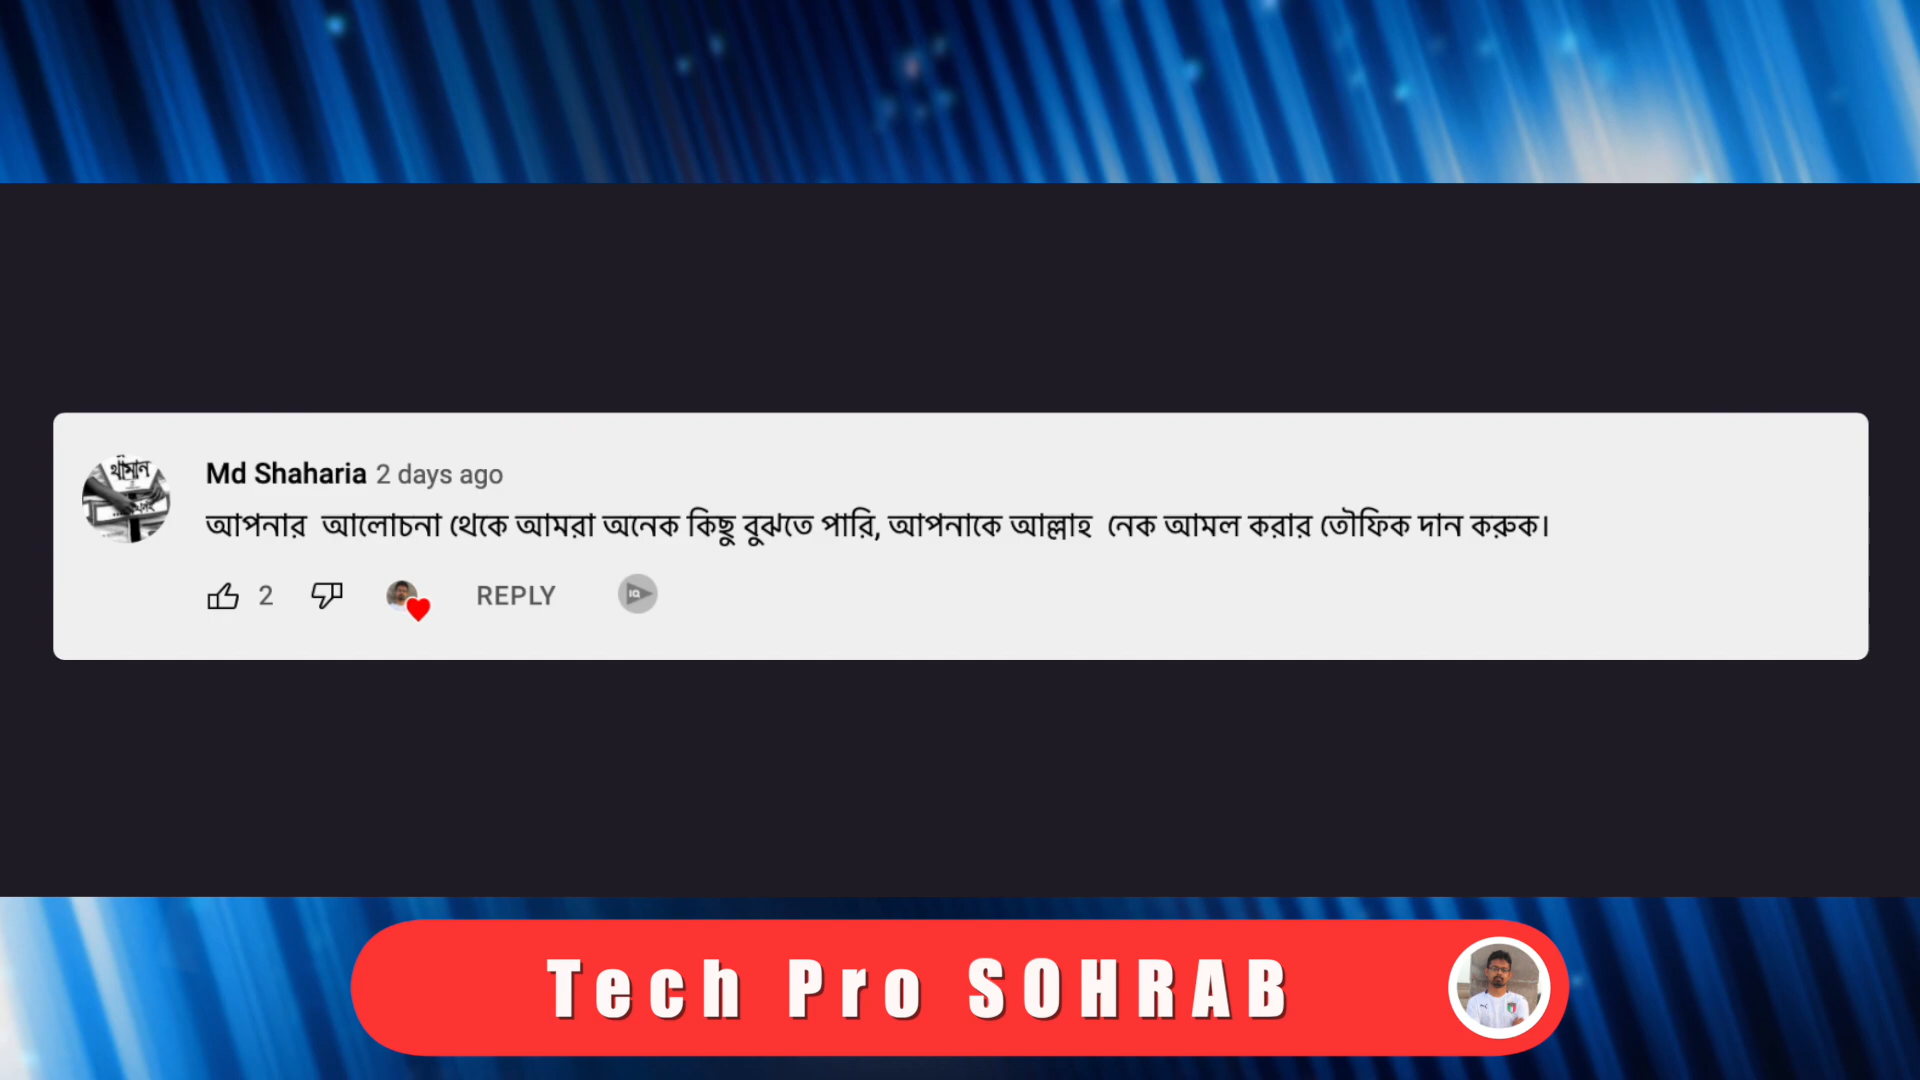 Md Shaharia 2 days ago
আপনার আলোচনা থেকে আমরা অনেক কিছু বুঝতে পারি, আপনাকে আল্লাহ নেক আমল করার তৌফিক দান করুক।
2 REPLY IQ
Tech Pro SOHRAB